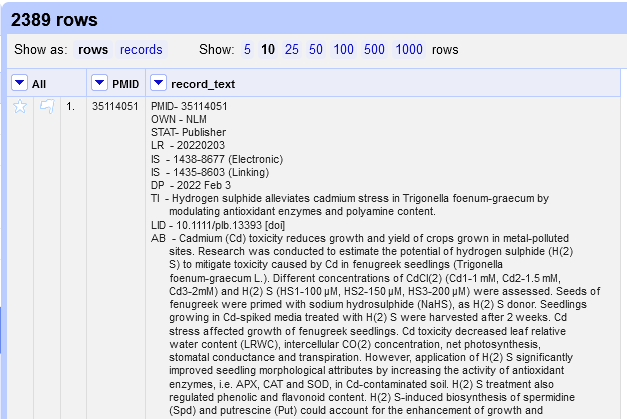 2389 rows
Show as: rows records Show: 5 10 25 50 100 500 1000 rows
All PMID record_text
1. 35114051 PMID- 35114051
OWN - NLM
STAT- Publisher
LR - 20220203
IS - 1438-8677 (Electronic)
IS - 1435-8603 (Linking)
DP - 2022 Feb 3
TI - Hydrogen sulphide alleviates cadmium stress in Trigonella foenum-graecum by
modulating antioxidant enzymes and polyamine content.
LID - 10.1111/plb.13393 [doi]
AB - Cadmium (Cd) toxicity reduces growth and yield of crops grown in metal-polluted
sites. Research was conducted to estimate the potential of hydrogen sulphide (H(2)
S) to mitigate toxicity caused by Cd in fenugreek seedlings (Trigonella
foenum-graecum L.). Different concentrations of CdCl(2) (Cd1-1 mM, Cd2-1.5 mM,
Cd3-2mM) and H(2) S (HS1-100 µM, HS2-150 µM, HS3-200 µM) were assessed. Seeds of
fenugreek were primed with sodium hydrosulphide (NaHS), as H(2) S donor. Seedlings
growing in Cd-spiked media treated with H(2) S were harvested after 2 weeks. Cd
stress affected growth of fenugreek seedlings. Cd toxicity decreased leaf relative
water content (LRWC), intercellular CO(2) concentration, net photosynthesis,
stomatal conductance and transpiration. However, application of H(2) S significantly
improved seedling morphological attributes by increasing the activity of antioxidant
enzymes, i.e. APX, CAT and SOD, in Cd-contaminated soil. H(2) S treatment also
regulated phenolic and flavonoid content. H(2) S-induced biosynthesis of spermidine
(Spd) and putrescine (Put) could account for the enhancement of growth and